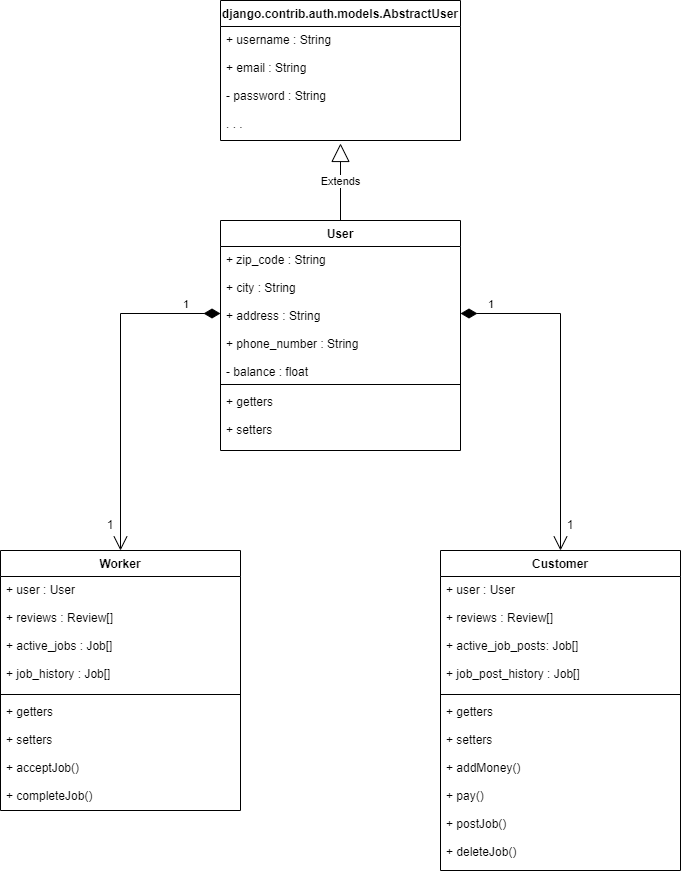 django.contrib.auth.models.AbstractUser
+ username : String
+ email : String
- password : String
. . .
Extends
User
+ zip_code : String
+ city : String
+ address : String
+ phone_number : String
- balance : float
+ getters
+ setters
1
1
1
1
Worker
+ user : User
+ reviews : Review[]
+ active_jobs : Job[]
+ job_history : Job[]
+ getters
+ setters
+ acceptJob()
+ completeJob()
Customer
+ user : User
+ reviews : Review[]
+ active_job_posts: Job[]
+ job_post_history : Job[]
+ getters
+ setters
+ addMoney()
+ pay()
+ postJob()
+ deleteJob()